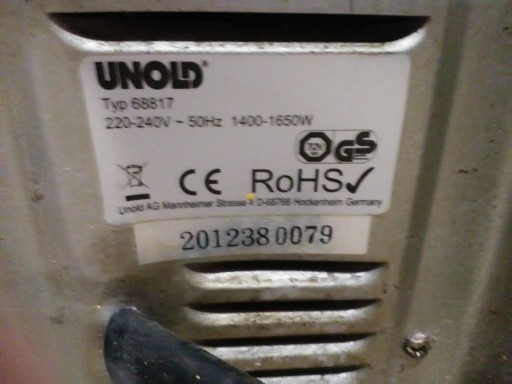 UNOLD®
Typ 68817
220-240V ~ 50Hz 1400-1650W
TÜV GS
CE RoHS✓
Unold AG Mannheimer Strasse 4 D-68766 Hockenheim Germany
2012380079